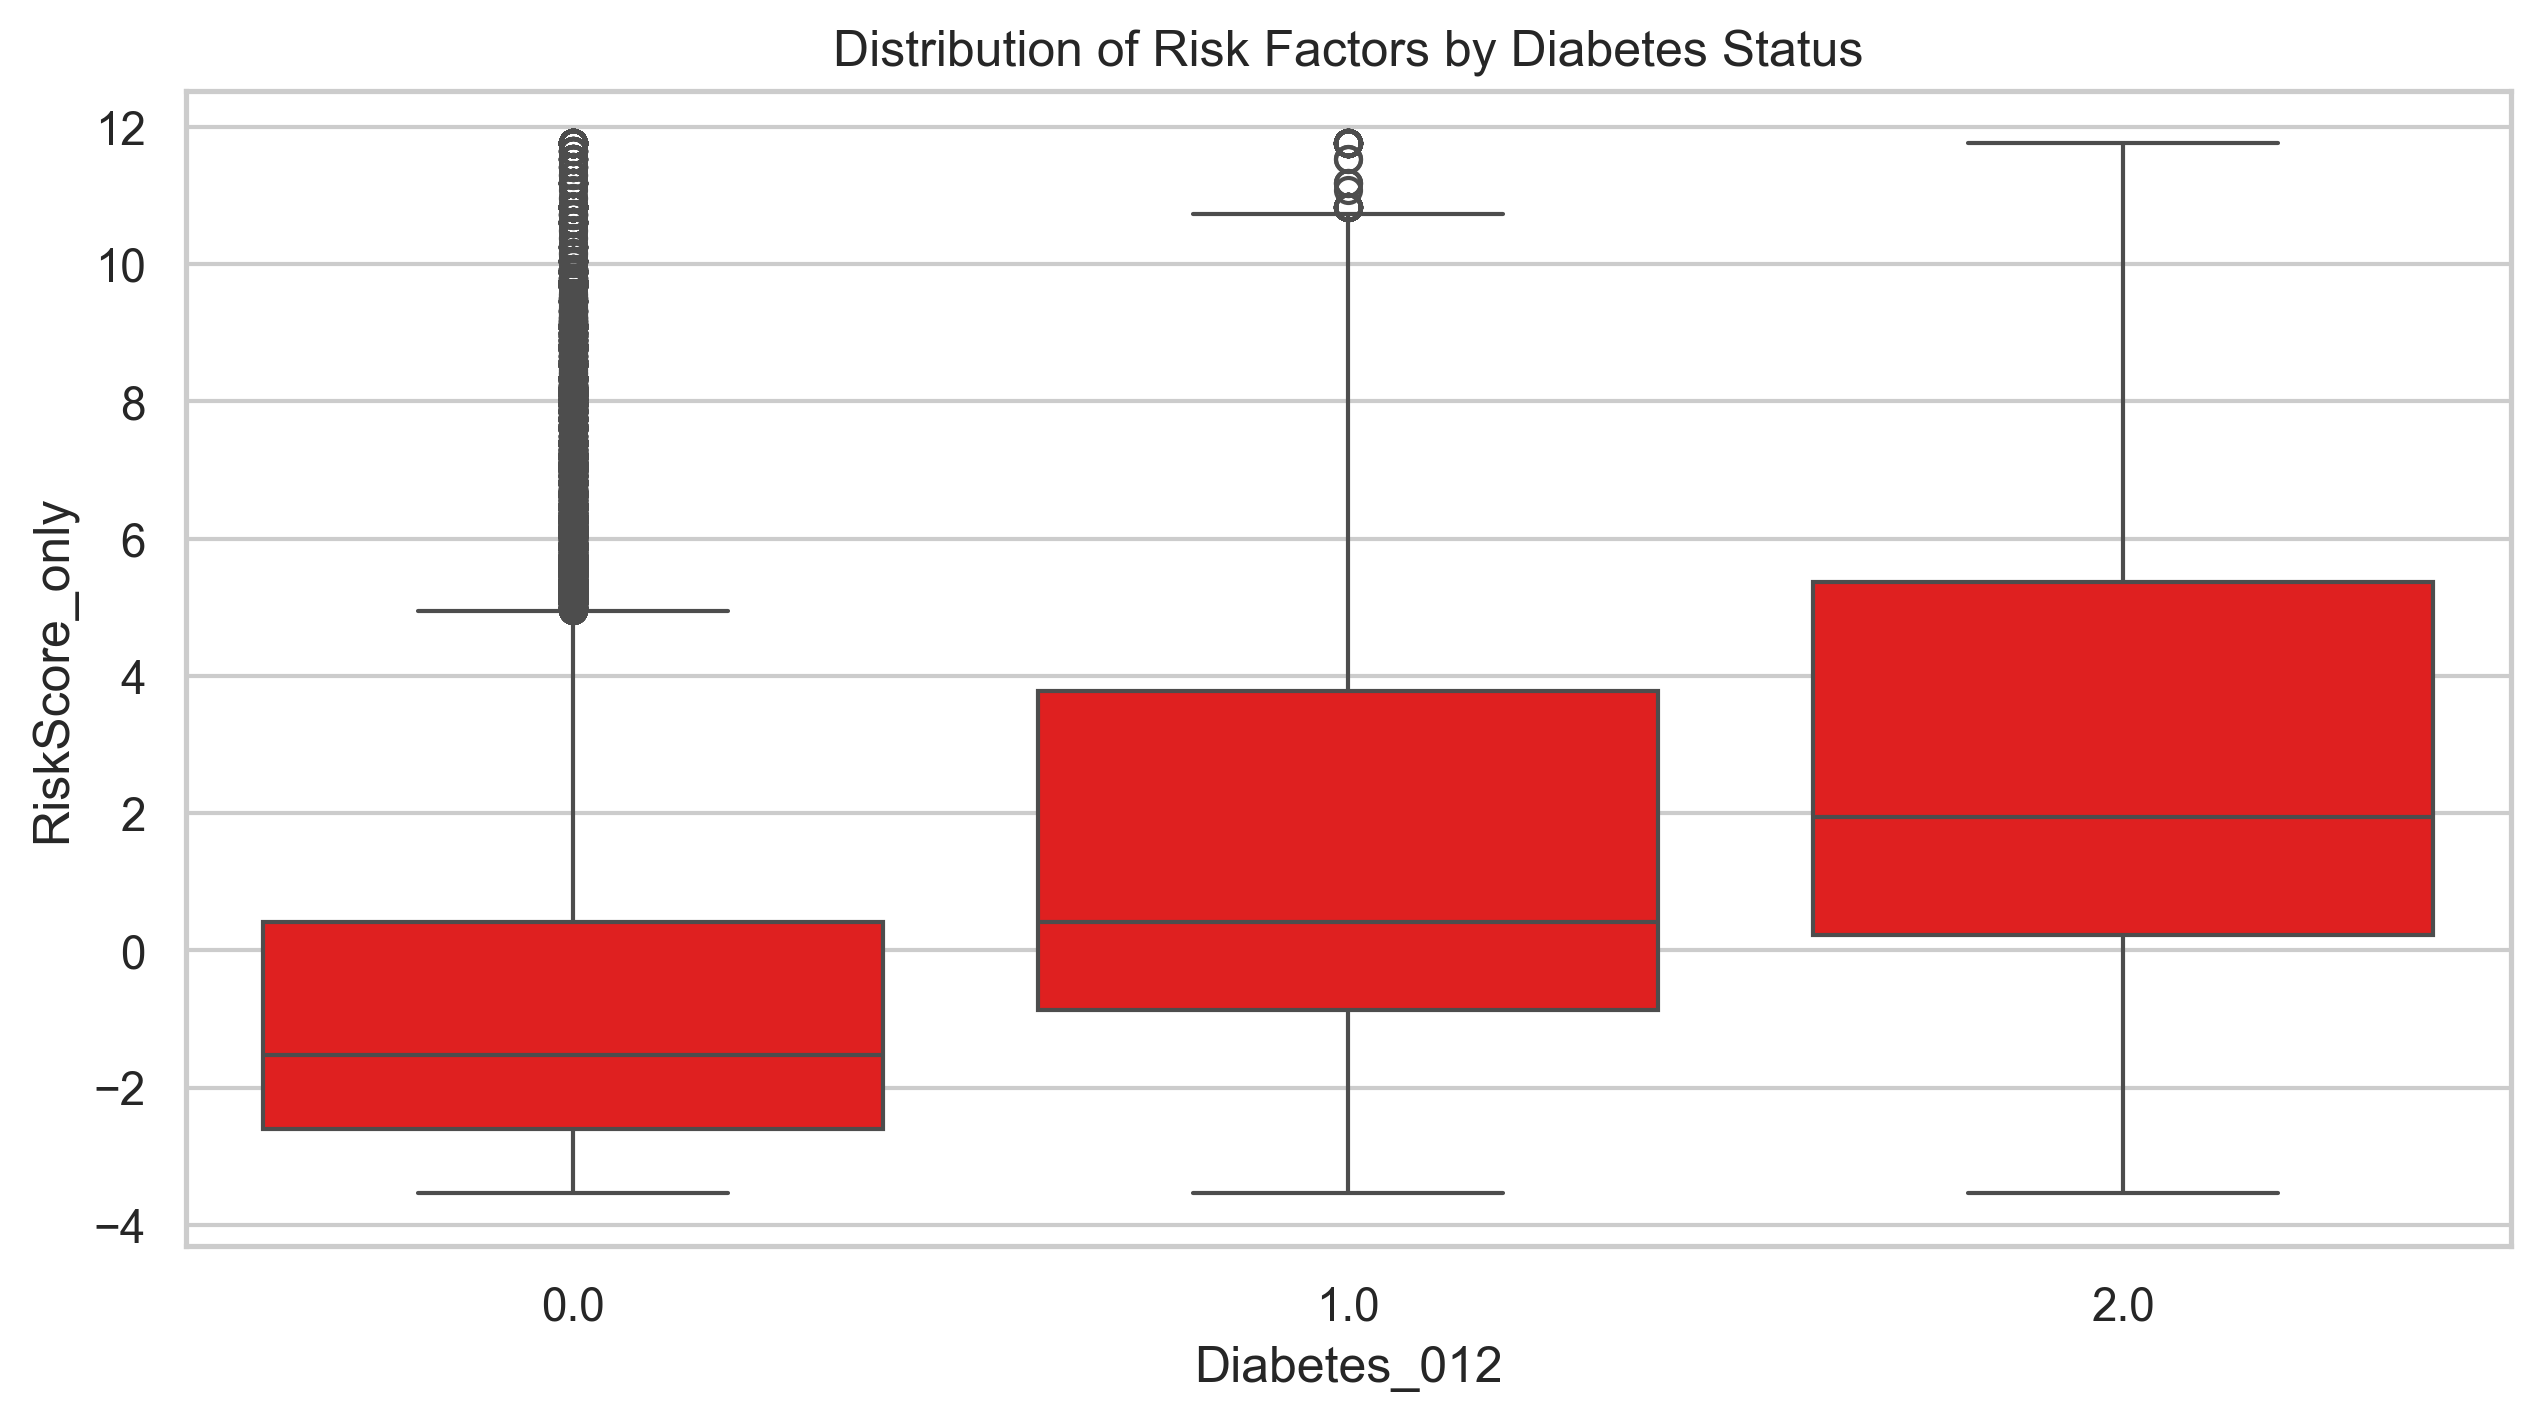 Distribution of Risk Factors by Diabetes Status
12
10
8
6
4
2
0
−2
−4
RiskScore_only
0.0 1.0 2.0
Diabetes_012